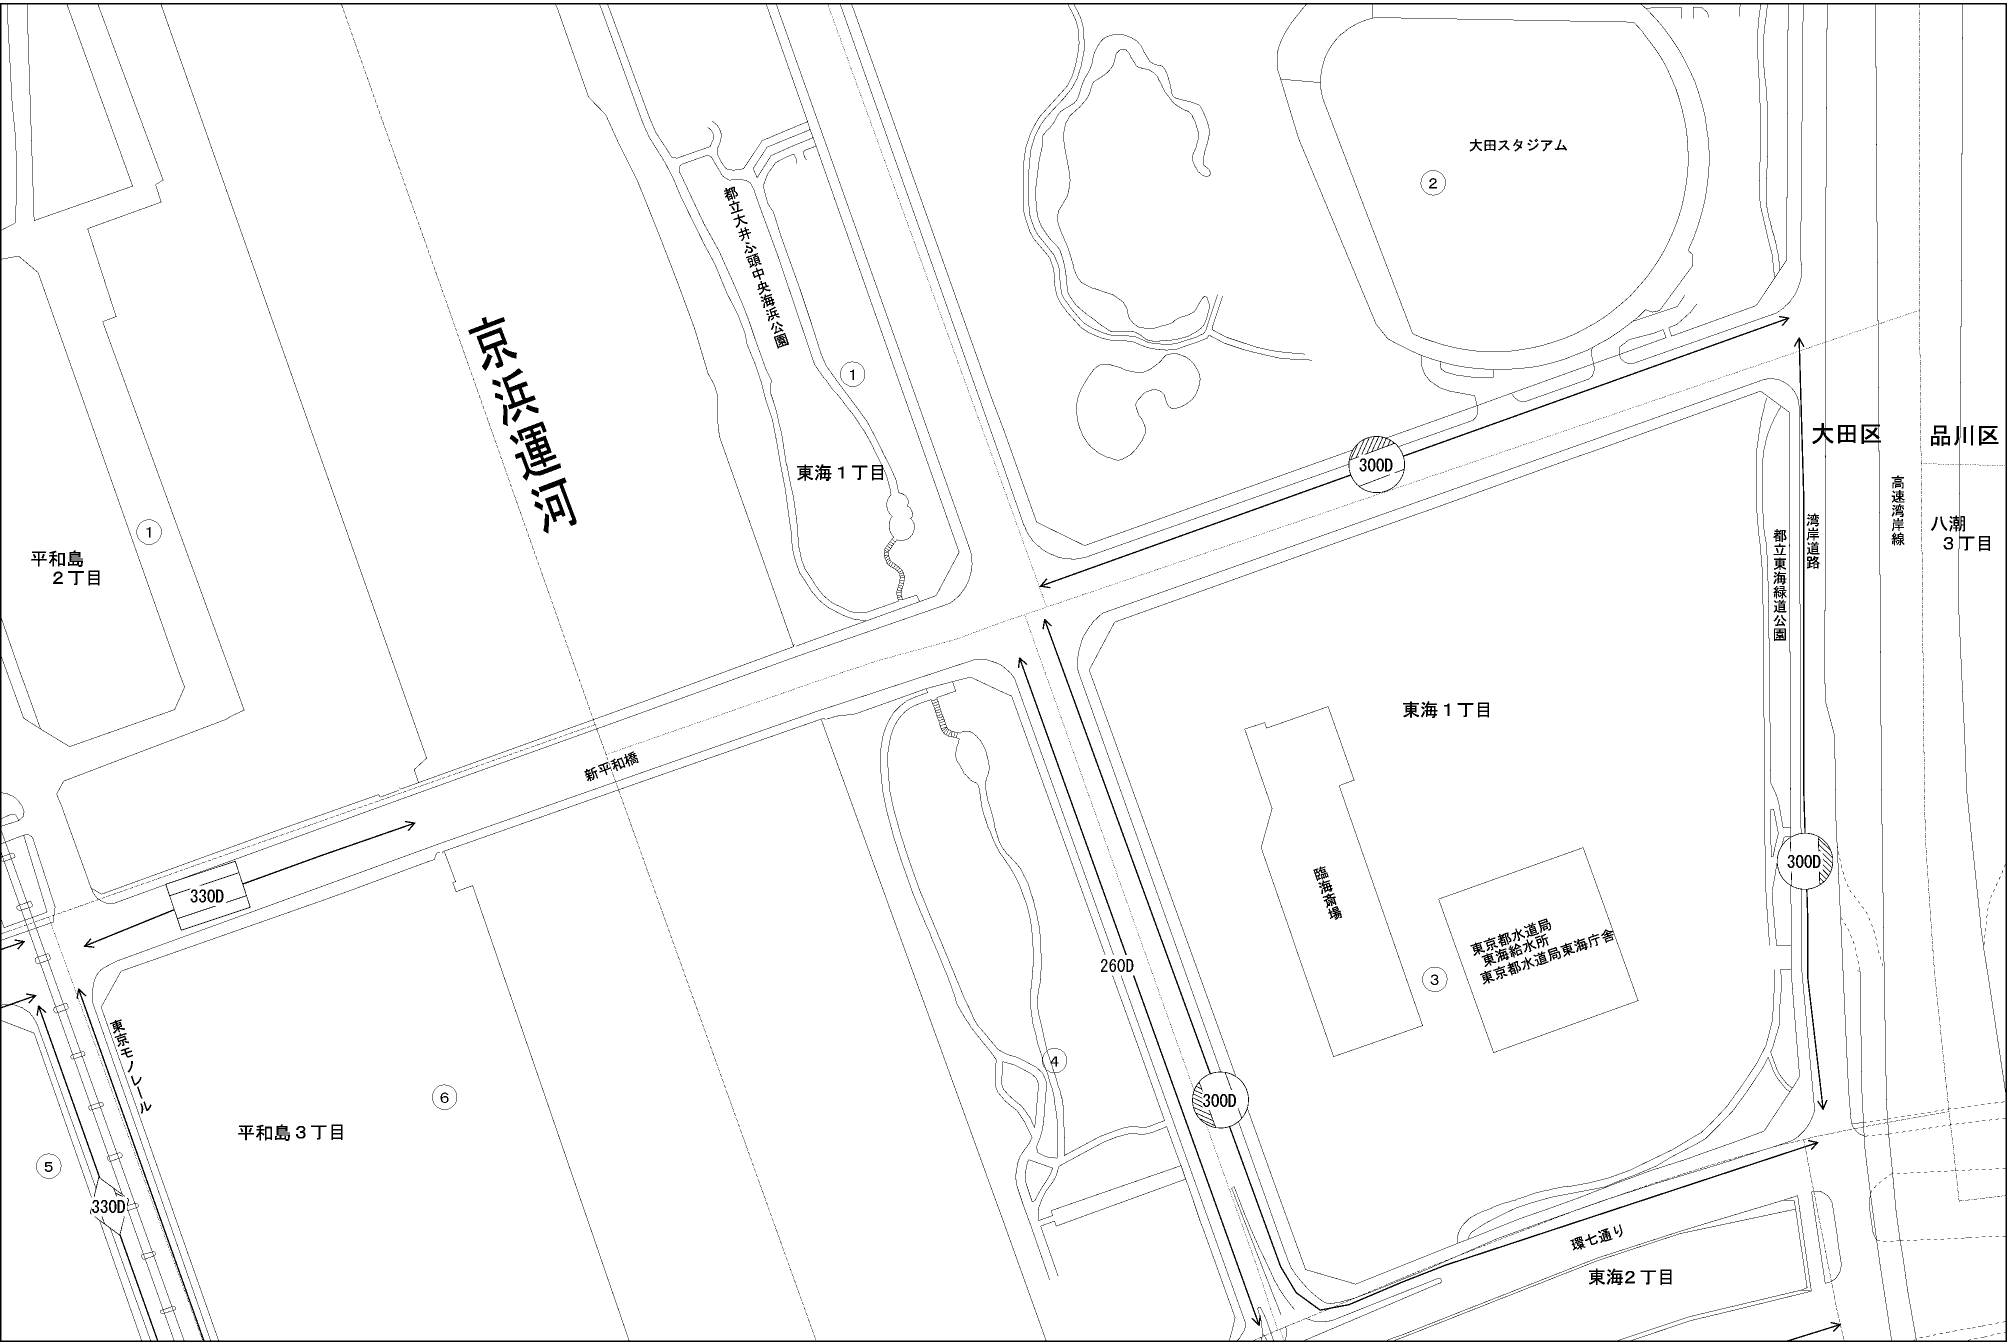 大田スタジアム
2
都立大井ふ頭中央海浜公園
京浜運河
1
東海1丁目
300D
大田区
品川区
高速湾岸線
湾岸道路
八潮
3丁目
都立東海緑道公園
1
平和島
2丁目
東海1丁目
新平和橋
330D
300D
臨海斎場
東京都水道局
東海給水所
東京都水道局東海庁舎
3
260D
4
300D
東京モノレール
6
平和島3丁目
5
330D
環七通り
東海2丁目